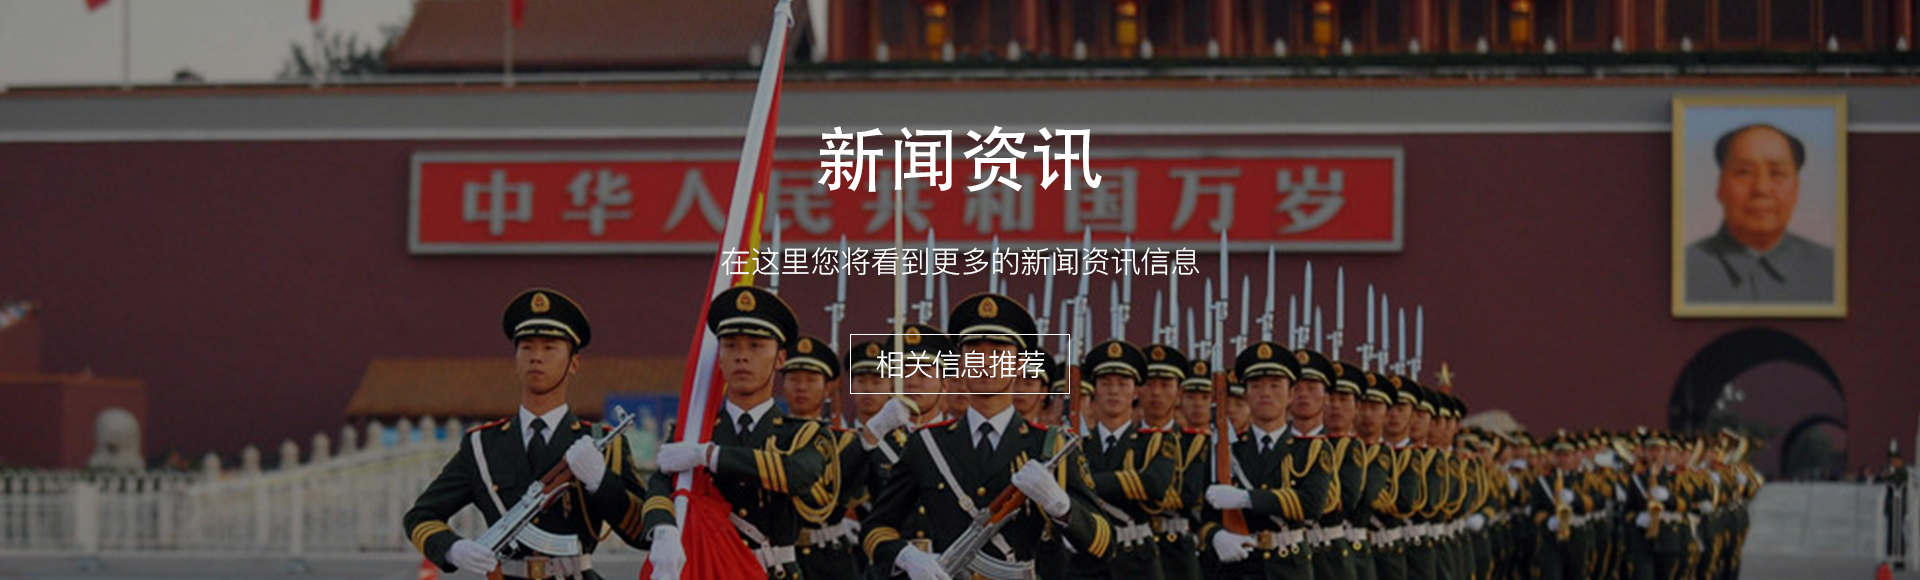 新闻资讯
中华人民共和国万岁
在这里您将看到更多的新闻资讯信息
相关信息推荐